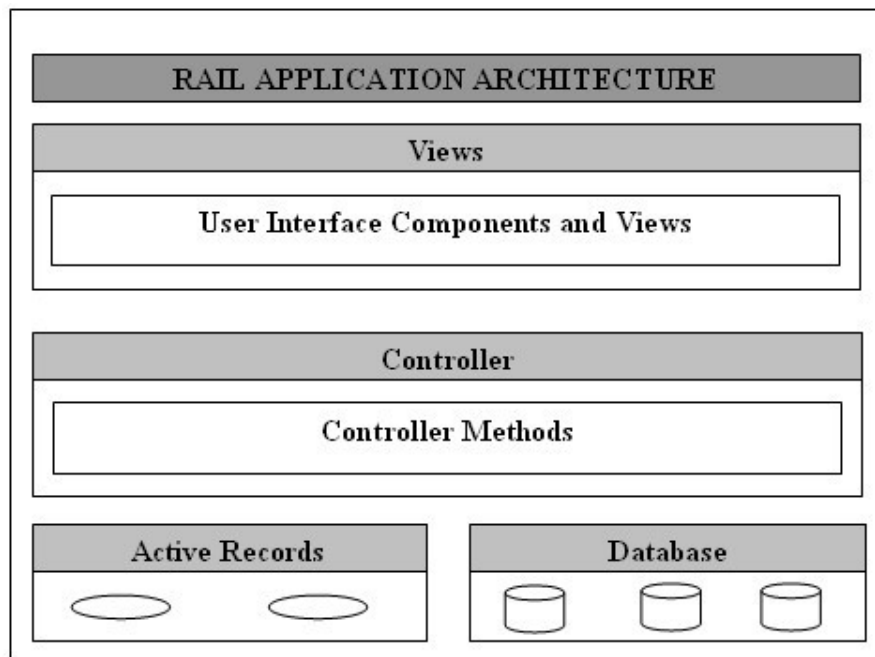 RAIL APPLICATION ARCHITECTURE
Views
User Interface Components and Views
Controller
Controller Methods
Active Records
Database